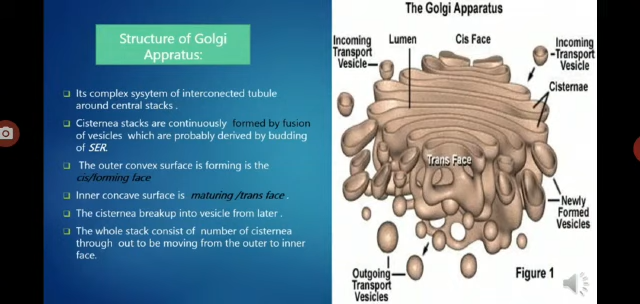 Structure of Golgi
Appratus:
Its complex sysytem of interconected tubule
around central stacks .
Cisternea stacks are continuously formed by fusion
of vesicles which are probably derived by budding
of SER.
The outer convex surface is forming is the
cis/forming face
Inner concave surface is maturing /trans face .
The cisternea breakup into vesicle from later .
The whole stack consist of number of cisternea
through out to be moving from the outer to inner
face.
The Golgi Apparatus
Incoming
Transport
Vesicle
Lumen
Cis Face
Incoming
Transport
Vesicle
Cisternae
Trans Face
Newly
Formed
Vesicles
Outgoing
Transport
Vesicles
Figure 1